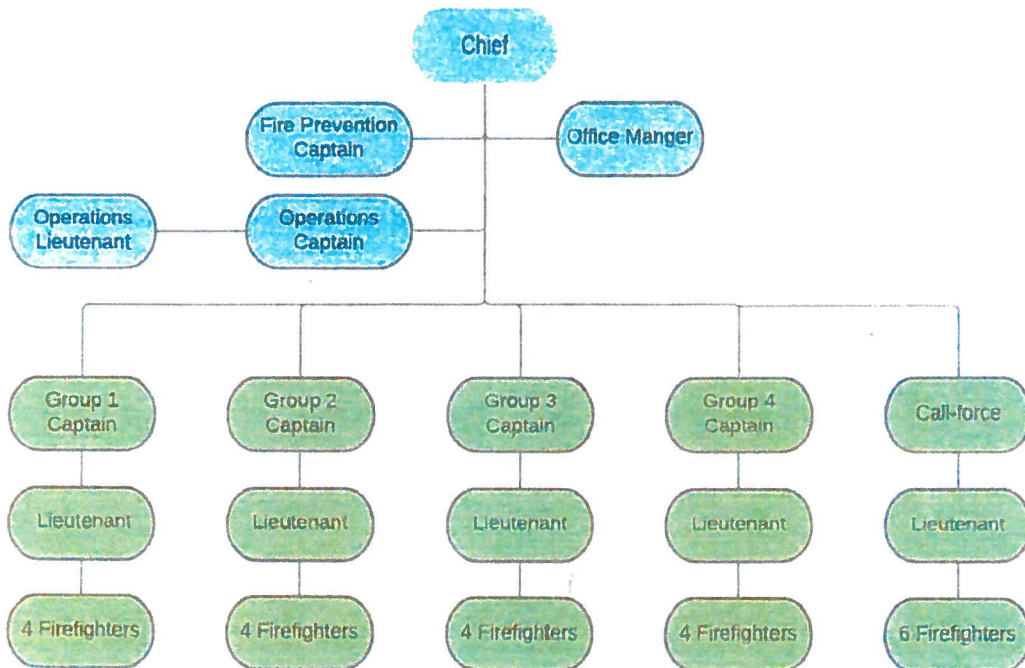 Chief
Fire Prevention
Captain
Office Manger
Operations
Lieutenant
Operations
Captain
Group 1
Captain
Group 2
Captain
Group 3
Captain
Group 4
Captain
Call-force
Lieutenant
Lieutenant
Lieutenant
Lieutenant
Lieutenant
4 Firefighters
4 Firefighters
4 Firefighters
4 Firefighters
6 Firefighters